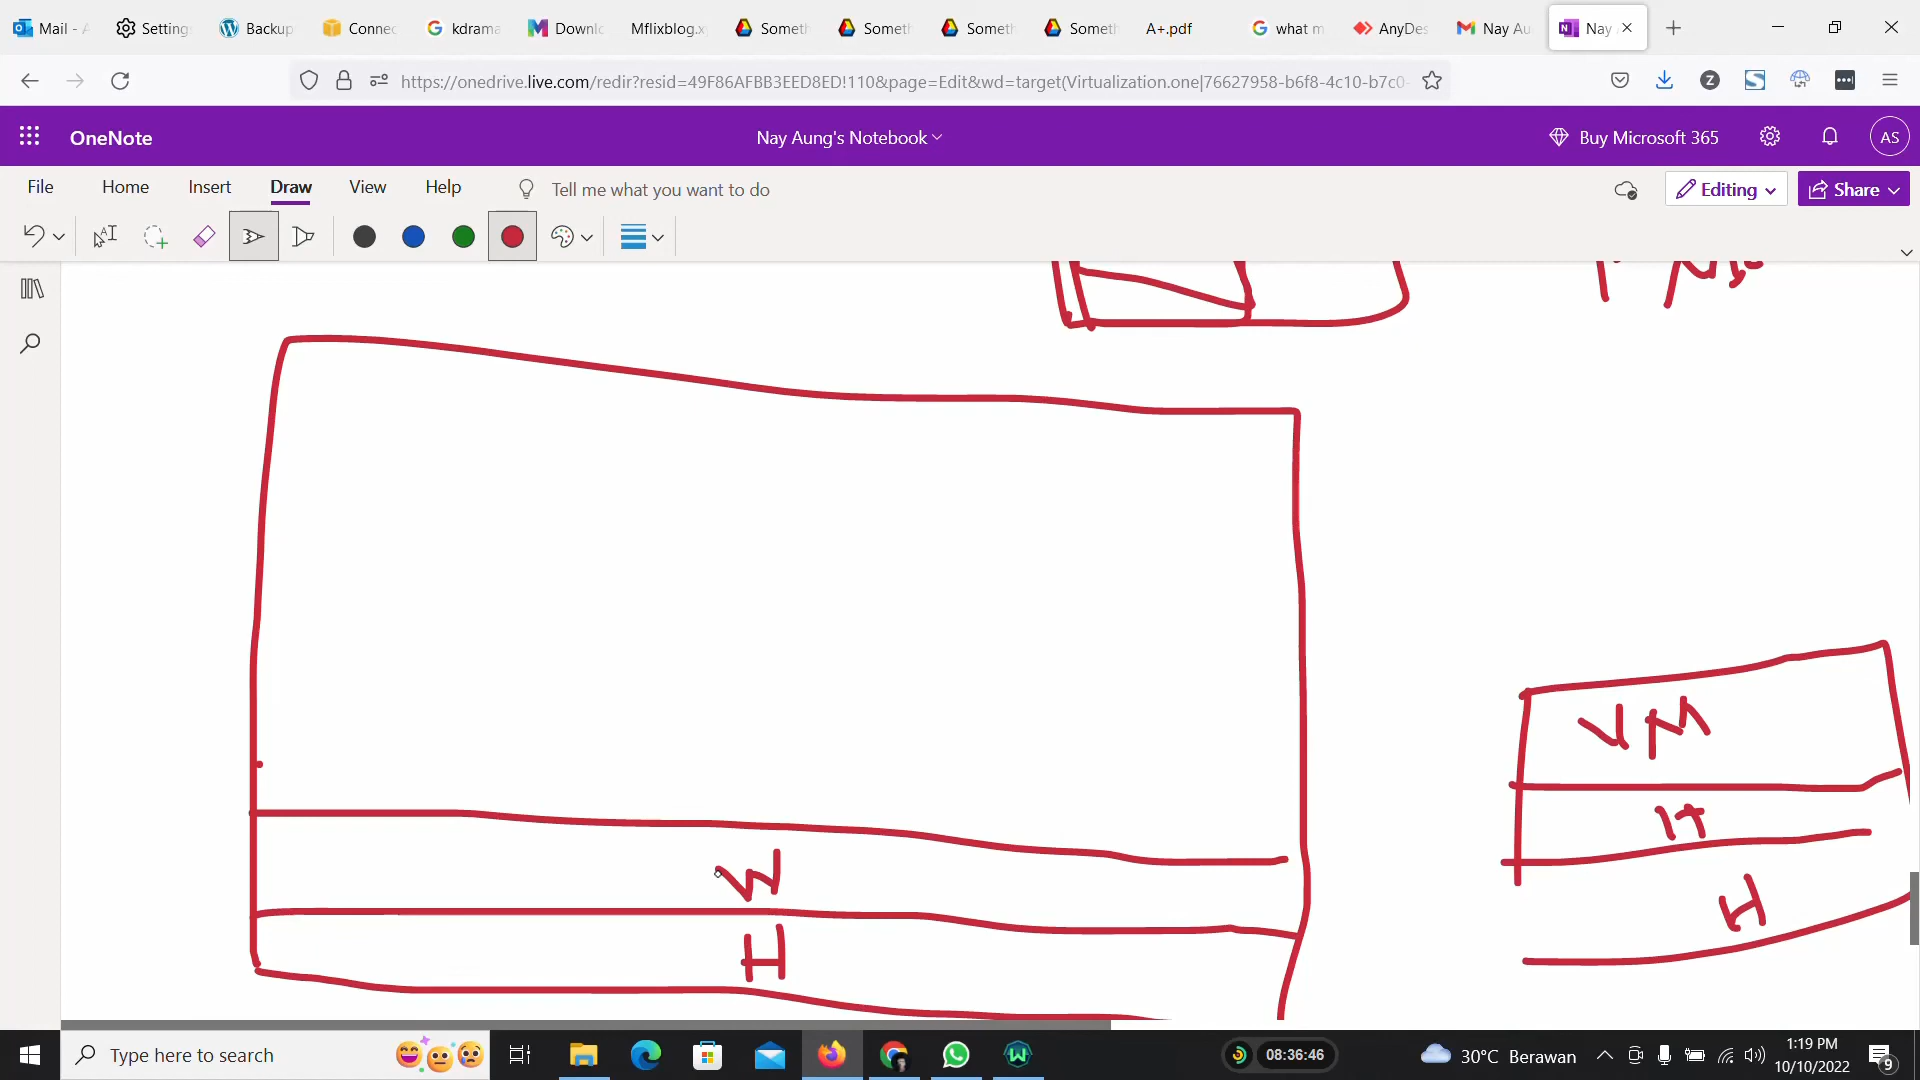 Mail - A
Setting
Backup
Connec
kdrama
Downlo
Mflixblog.x
Someth
Someth
Someth
Someth
A+.pdf
what m
AnyDes
Nay Au
Nay A
https://onedrive.live.com/redir?resid=49F86AFBB3EED8ED!110&page=Edit&wd=target(Virtualization.one|76627958-b6f8-4c10-b7c0-
OneNote
Nay Aung's Notebook
Buy Microsoft 365
AS
File Home Insert Draw View Help Tell me what you want to do
Editing
Share
VM
H
H
W
H
Type here to search
08:36:46
30°C Berawan
1:19 PM
10/10/2022
9